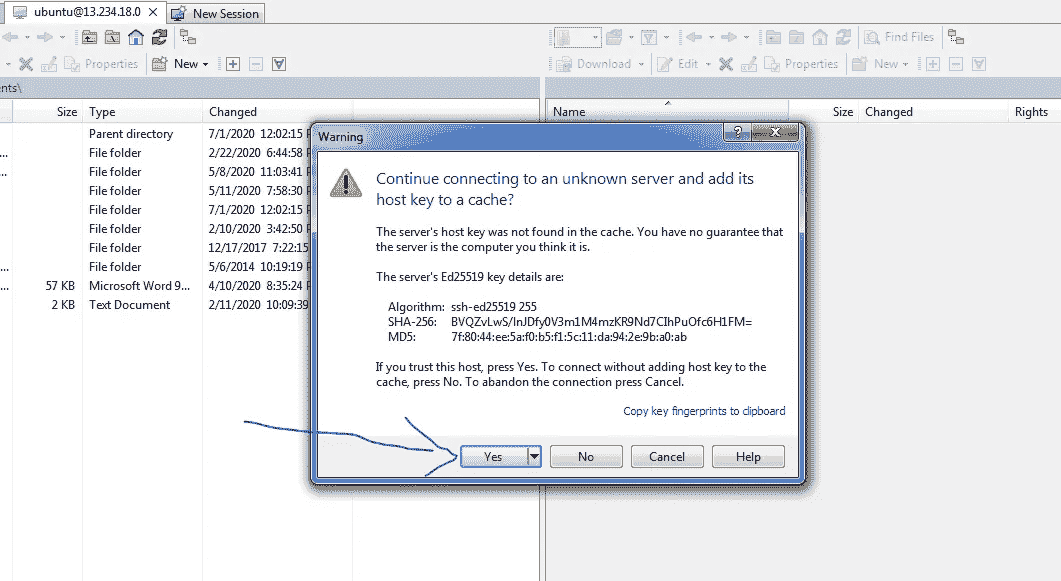 ubuntu@13.234.18.0
New Session
Find Files
Properties
New
Download
Edit
Properties
New
nts\
Size Type Changed
Name Size Changed Rights
Parent directory 7/1/2020 12:02:15
... File folder 2/22/2020 6:44:58
... File folder 5/8/2020 11:03:41
File folder 5/11/2020 7:58:30
File folder 7/1/2020 12:02:15
File folder 2/10/2020 3:42:50
File folder 12/17/2017 7:22:15
... File folder 5/6/2014 10:19:19
... 57 KB Microsoft Word 9... 4/10/2020 8:35:24
2 KB Text Document 2/11/2020 10:09:39
Warning
Continue connecting to an unknown server and add its
host key to a cache?
The server's host key was not found in the cache. You have no guarantee that
the server is the computer you think it is.
The server's Ed25519 key details are:
Algorithm: ssh-ed25519 255
SHA-256: BVQZvLwS/InJDfy0V3m1M4mzKR9Nd7CIhPuOfc6H1FM=
MD5: 7f:80:44:ee:5a:f0:b5:f1:5c:11:da:94:2e:9b:a0:ab
If you trust this host, press Yes. To connect without adding host key to the
cache, press No. To abandon the connection press Cancel.
Copy key fingerprints to clipboard
Yes No Cancel Help